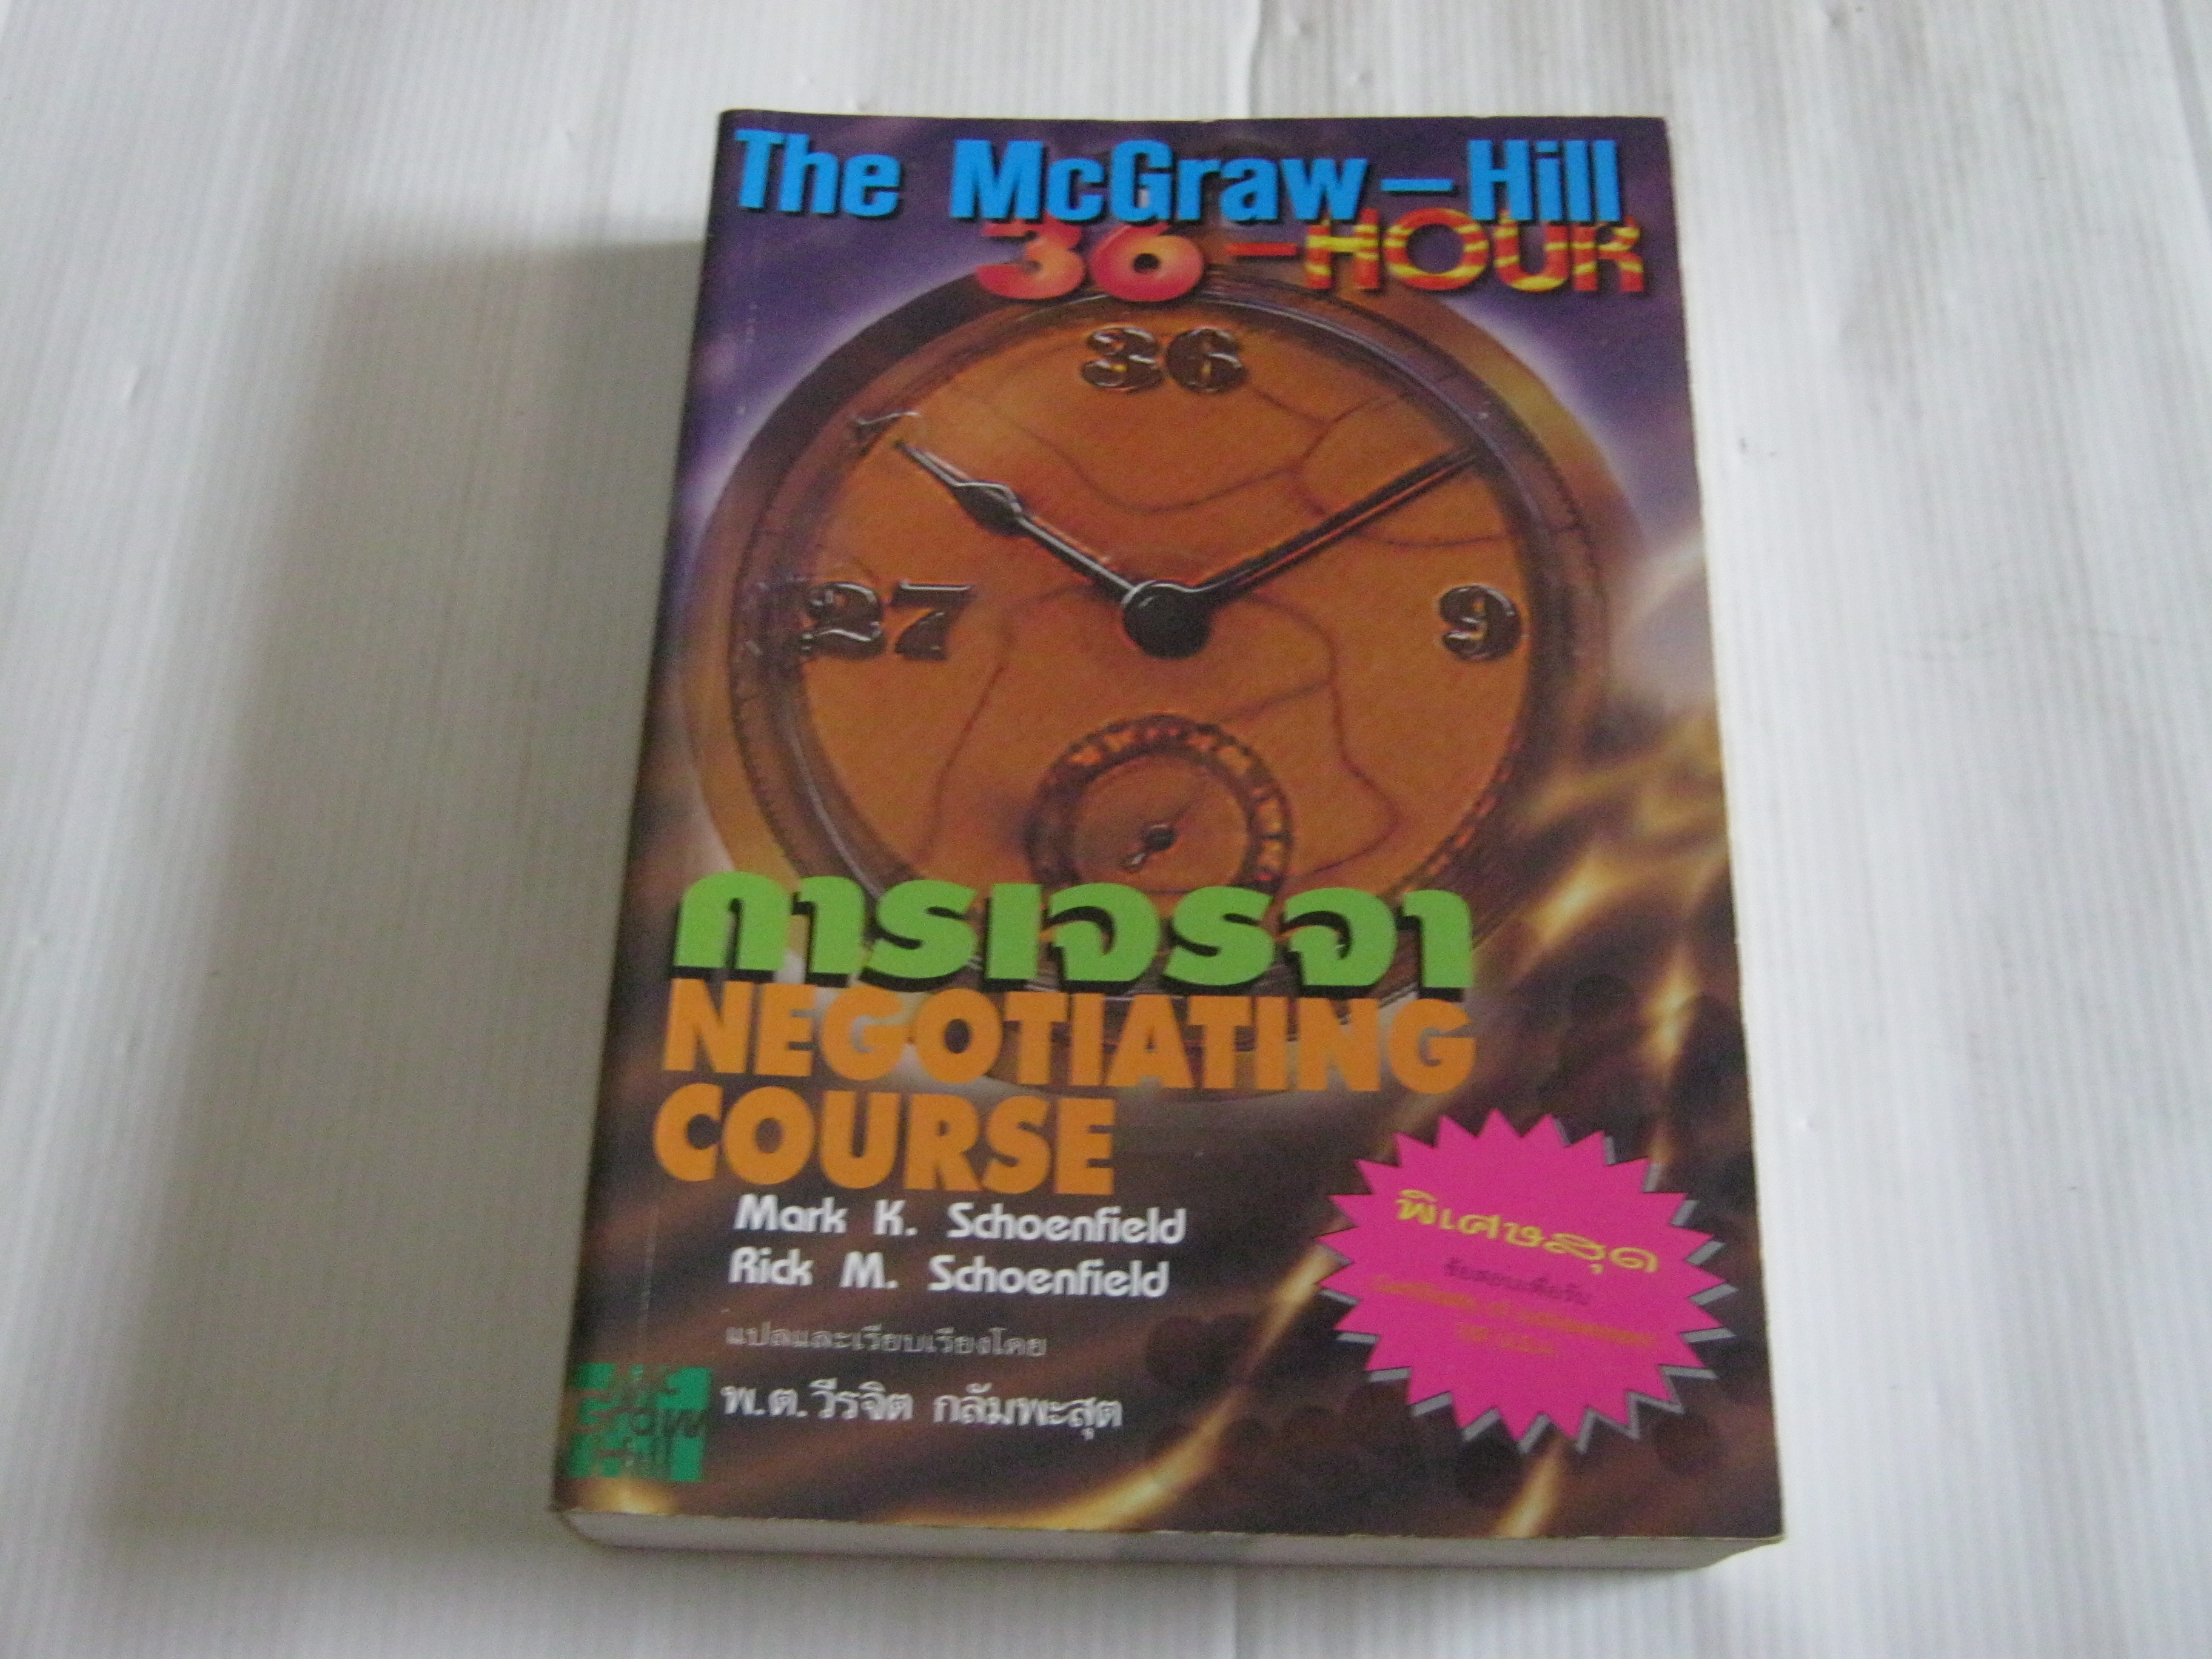 The McGraw-Hill
36-HOUR
36
27
9
การเจรจา
NEGOTIATING
COURSE
Mark K. Schoenfield
Rick M. Schoenfield
แปลและเรียบเรียงโดย
พ.ต.วีรจิต กลัมพะสุต
พิเศษสุด
Mc
Graw
Hill